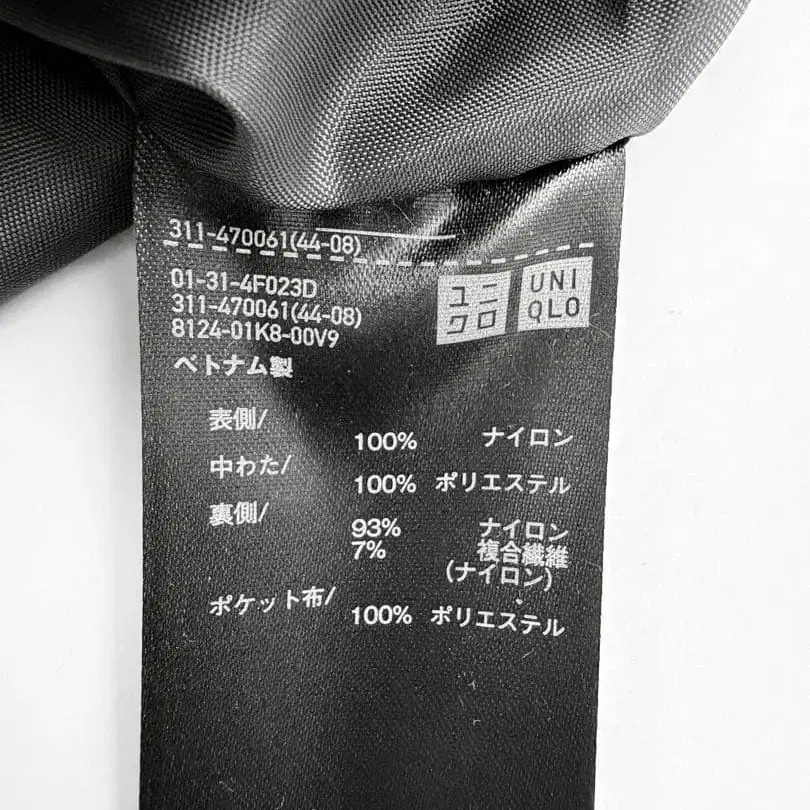 311-470061(44-08)
01-31-4F023D
311-470061(44-08)
8124-01K8-00V9
ユニクロ
UNIQLO
ベトナム製
表側/
100% ナイロン
中わた/
100% ポリエステル
裏側/
93% ナイロン
7% 複合繊維
(ナイロン)
ポケット布/
100% ポリエステル